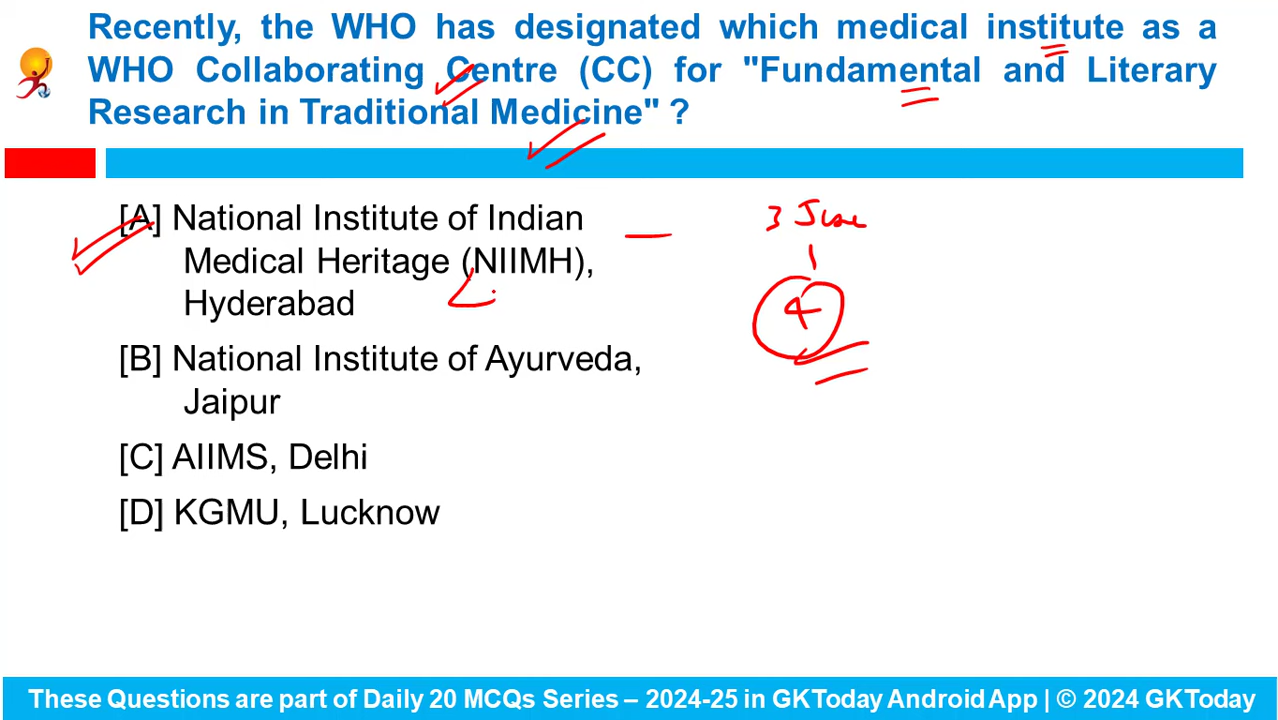 Recently, the WHO has designated which medical institute as a
WHO Collaborating Centre (CC) for "Fundamental and Literary
Research in Traditional Medicine" ?
[A] National Institute of Indian
Medical Heritage (NIIMH),
Hyderabad
3 June
4
[B] National Institute of Ayurveda,
Jaipur
[C] AIIMS, Delhi
[D] KGMU, Lucknow
These Questions are part of Daily 20 MCQs Series – 2024-25 in GKToday Android App | © 2024 GKToday